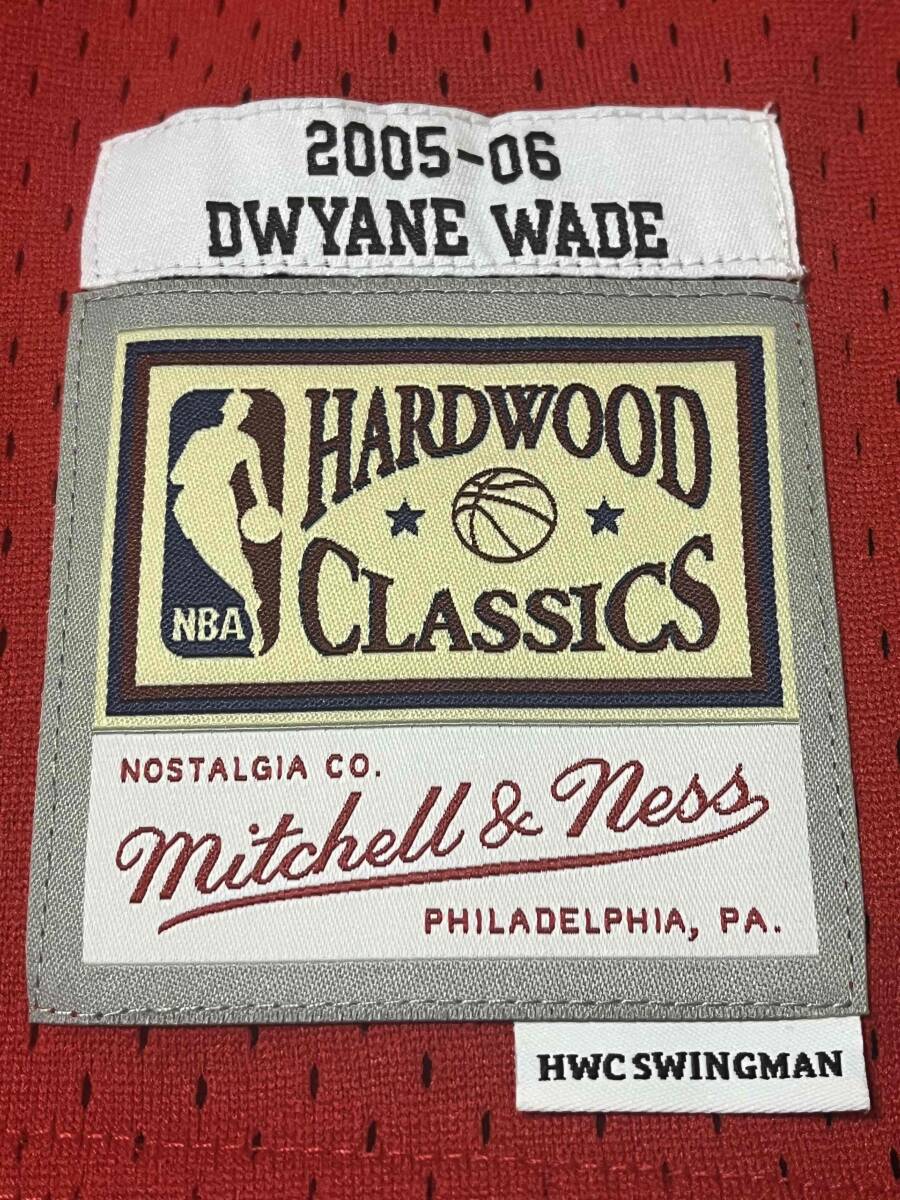 2005-06
DWYANE WADE
HARDWOOD
CLASSICS
NBA
NOSTALGIA CO.
Mitchell & Ness
PHILADELPHIA, PA.
HWC SWINGMAN